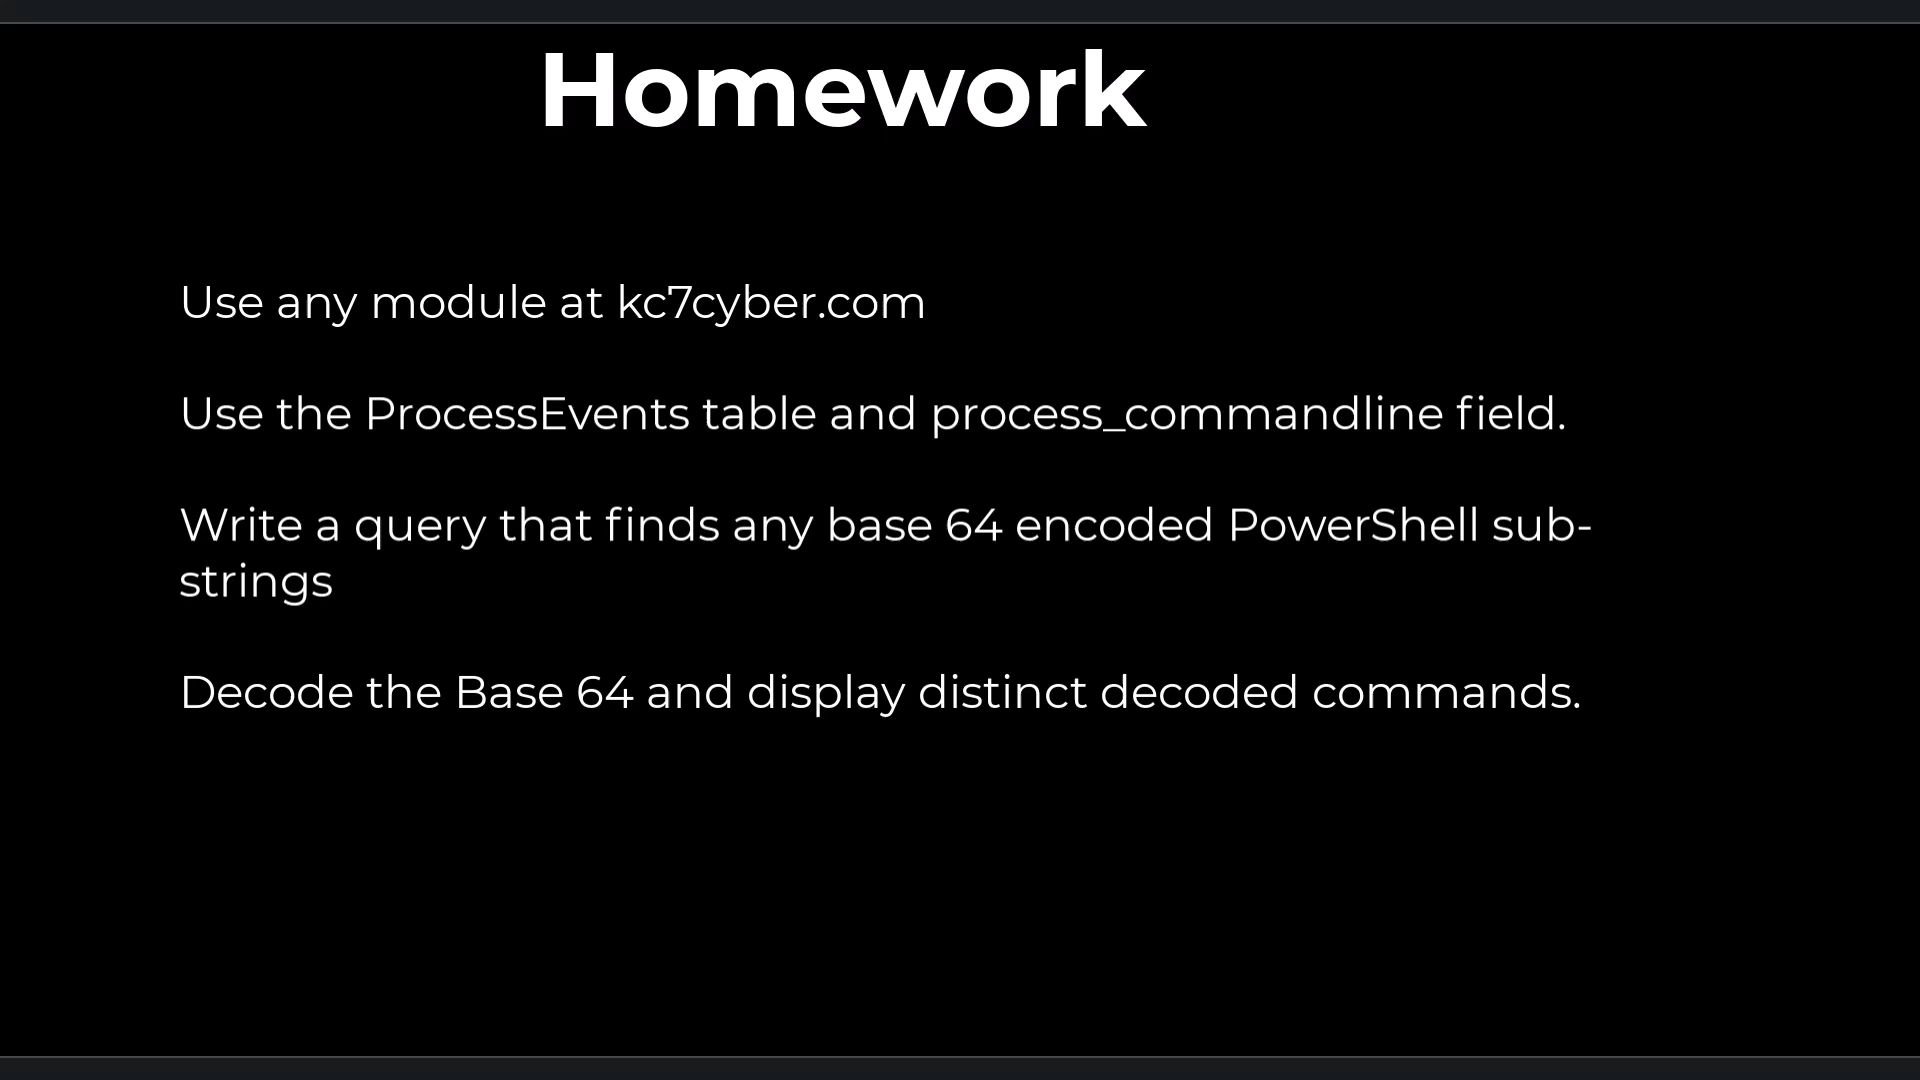 Homework
Use any module at kc7cyber.com
Use the ProcessEvents table and process_commandline field.
Write a query that finds any base 64 encoded PowerShell sub-
strings
Decode the Base 64 and display distinct decoded commands.